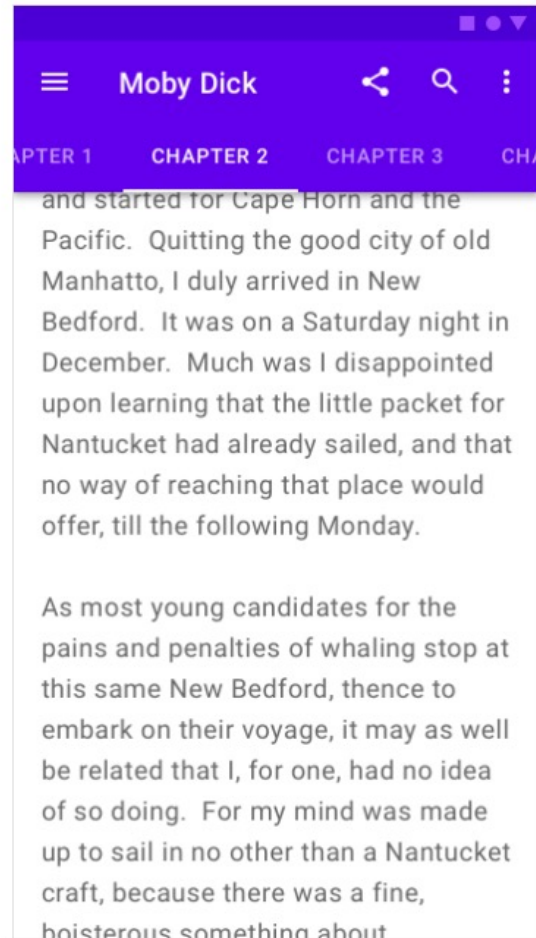 Moby Dick
APTER 1 CHAPTER 2 CHAPTER 3 CHA
and started for Cape Horn and the
Pacific.  Quitting the good city of old
Manhatto, I duly arrived in New
Bedford.  It was on a Saturday night in
December.  Much was I disappointed
upon learning that the little packet for
Nantucket had already sailed, and that
no way of reaching that place would
offer, till the following Monday.
As most young candidates for the
pains and penalties of whaling stop at
this same New Bedford, thence to
embark on their voyage, it may as well
be related that I, for one, had no idea
of so doing.  For my mind was made
up to sail in no other than a Nantucket
craft, because there was a fine,
boisterous something about